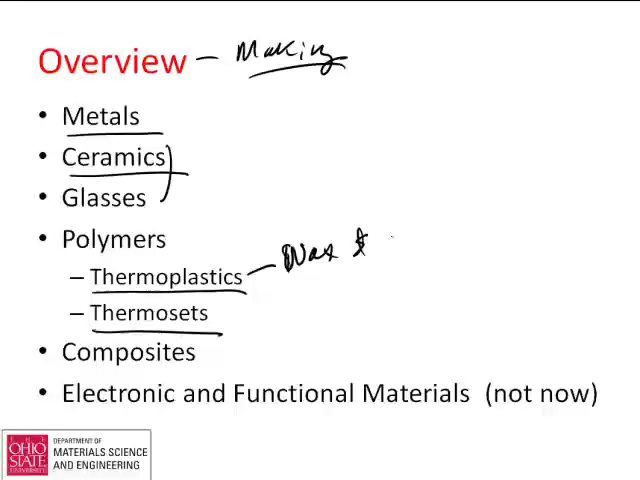 Overview – Making
• Metals
• Ceramics
• Glasses
• Polymers
– Thermoplastics – Wax &
– Thermosets
• Composites
• Electronic and Functional Materials (not now)
THE
OHIO
STATE
UNIVERSITY
DEPARTMENT OF
MATERIALS SCIENCE
AND ENGINEERING